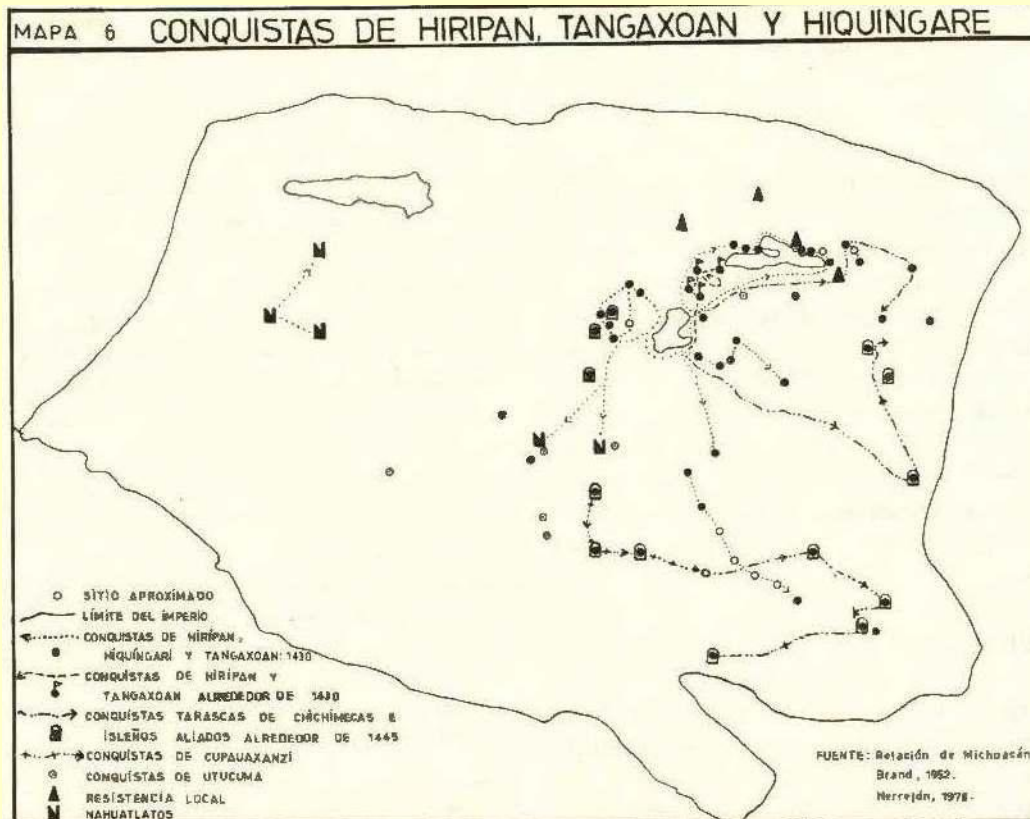 MAPA 6 CONQUISTAS DE HIRIPAN, TANGAXOAN Y HIQUINGARE
SITIO APROXIMADO
LÍMITE DEL IMPERIO
CONQUISTAS DE HIRIPAN,
HIQUINGARI Y TANGAXOAN: 1430
CONQUISTAS DE HIRIPAN Y
TANGAXOAN ALREDEDOR DE 1430
CONQUISTAS TARASCAS DE CHICHIMECAS E
ISLEÑOS ALIADOS ALREDEDOR DE 1445
CONQUISTAS DE CUPAUAXANZI
CONQUISTAS DE UTUCUMA
RESISTENCIA LOCAL
NAHUATLATOS
FUENTE: Relación de Michoacán
Brand, 1952.
Herrejón, 1978.